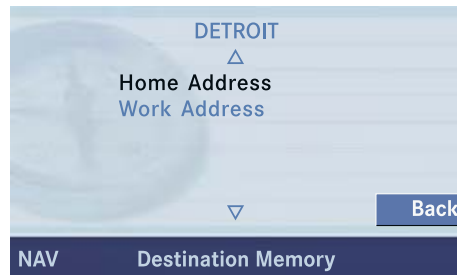 DETROIT
Home Address
Work Address
Back
NAV Destination Memory